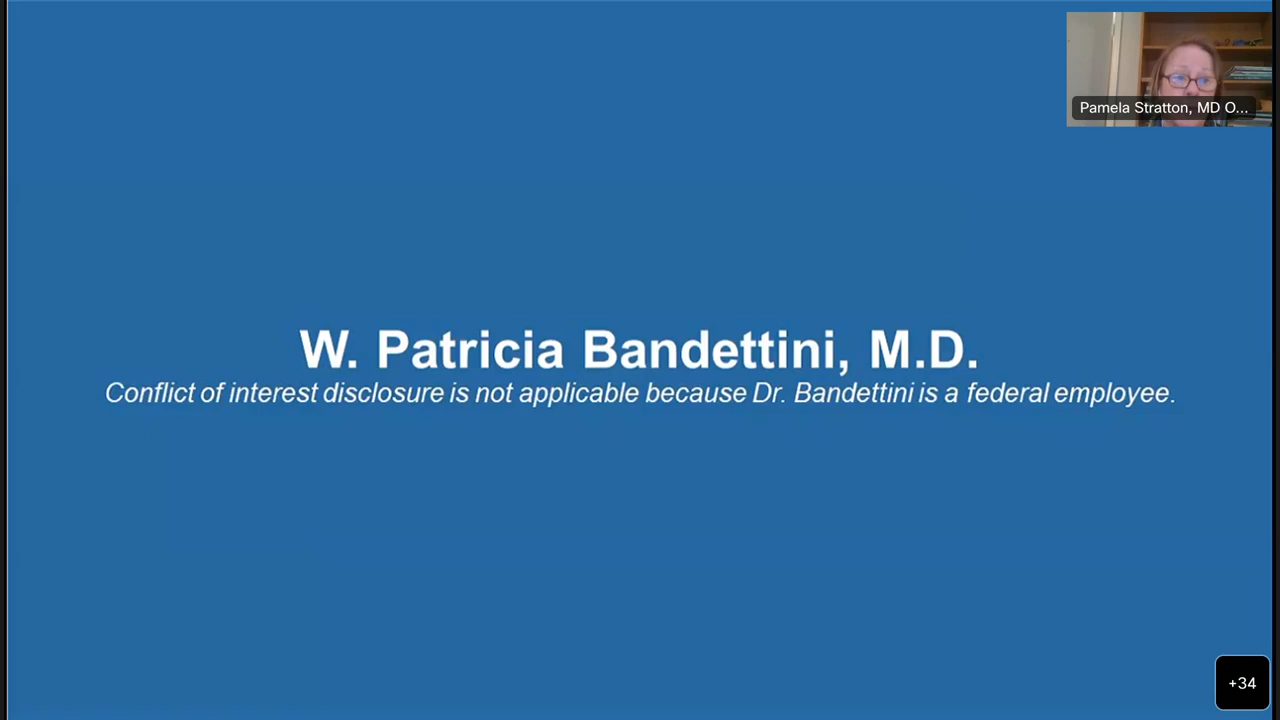 Pamela Stratton, MD O...
W. Patricia Bandettini, M.D.
Conflict of interest disclosure is not applicable because Dr. Bandettini is a federal employee.
+34